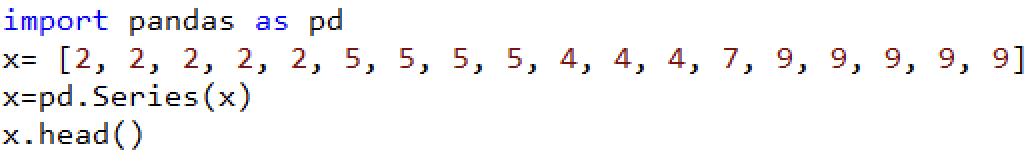 import pandas as pd
x= [2, 2, 2, 2, 2, 5, 5, 5, 5, 4, 4, 4, 7, 9, 9, 9, 9, 9]
x=pd.Series(x)
x.head()